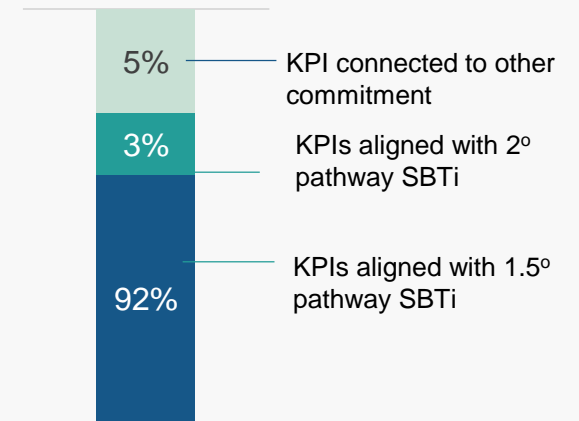 5%
KPI connected to other
commitment
3%
KPIs aligned with 2º
pathway SBTi
92%
KPIs aligned with 1.5º
pathway SBTi